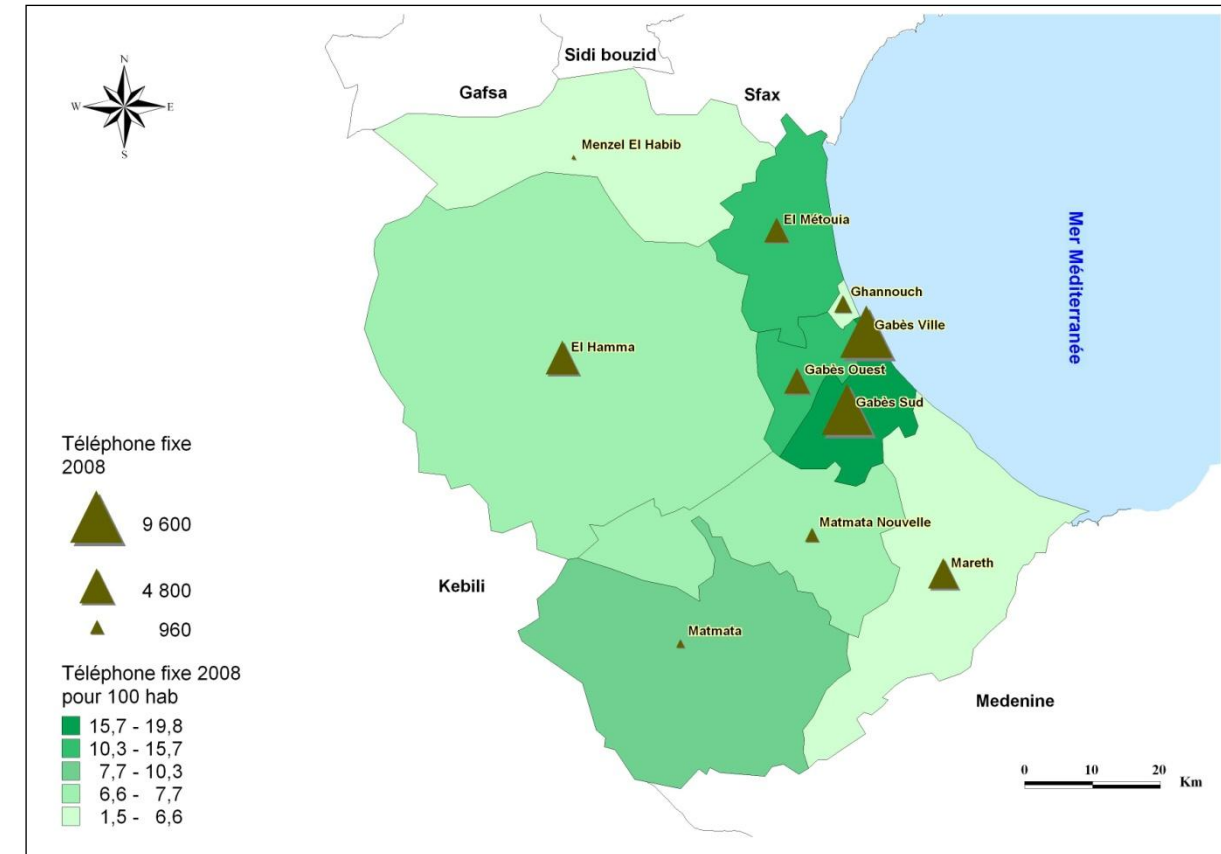 N
W
E
S
Sidi bouzid
Gafsa
Sfax
Menzel El Habib
El Métouia
Mer Méditerranée
Ghannouch
Gabès Ville
El Hamma
Gabès Ouest
Gabès Sud
Matmata Nouvelle
Mareth
Kebili
Matmata
Medenine
Téléphone fixe
2008
9 600
4 800
960
Téléphone fixe 2008
pour 100 hab
15,7 - 19,8
10,3 - 15,7
7,7 - 10,3
6,6 - 7,7
1,5 - 6,6
0 10 20
Km